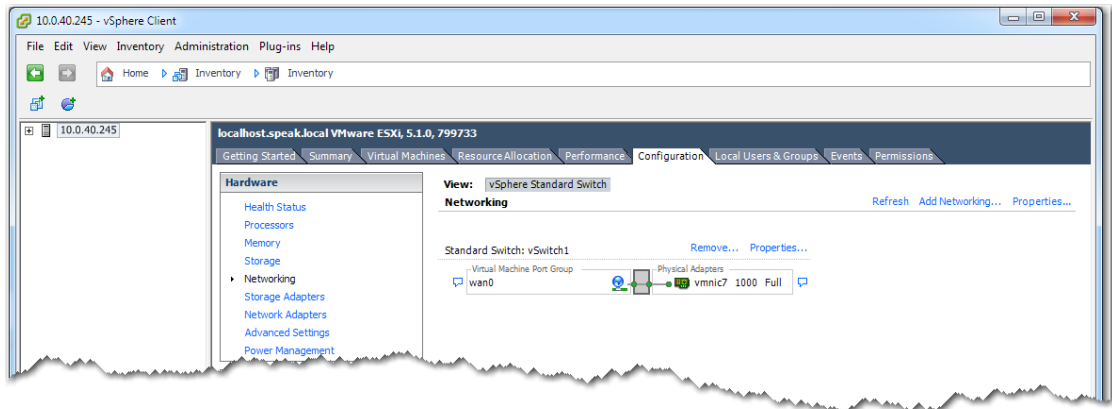 10.0.40.245 - vSphere Client
File Edit View Inventory Administration Plug-ins Help
Home Inventory Inventory
10.0.40.245
localhost.speak.local VMware ESXi, 5.1.0, 799733
Getting Started Summary Virtual Machines Resource Allocation Performance Configuration Local Users & Groups Events Permissions
Hardware
Health Status
Processors
Memory
Storage
Networking
Storage Adapters
Network Adapters
Advanced Settings
Power Management
View: vSphere Standard Switch
Networking
Refresh Add Networking... Properties...
Standard Switch: vSwitch1 Remove... Properties...
Virtual Machine Port Group Physical Adapters
wan0 vmnic7 1000 Full